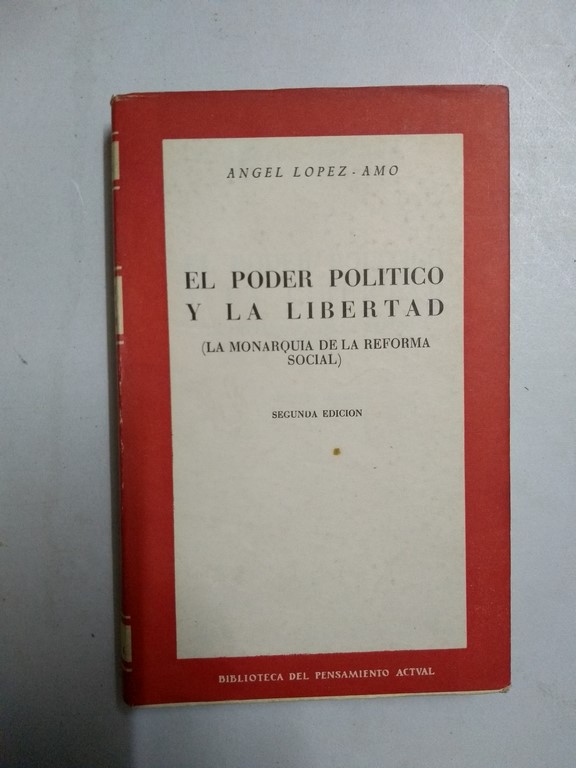 ANGEL LOPEZ - AMO
EL PODER POLITICO
Y LA LIBERTAD
(LA MONARQUIA DE LA REFORMA
SOCIAL)
SEGUNDA EDICION
BIBLIOTECA DEL PENSAMIENTO ACTVAL